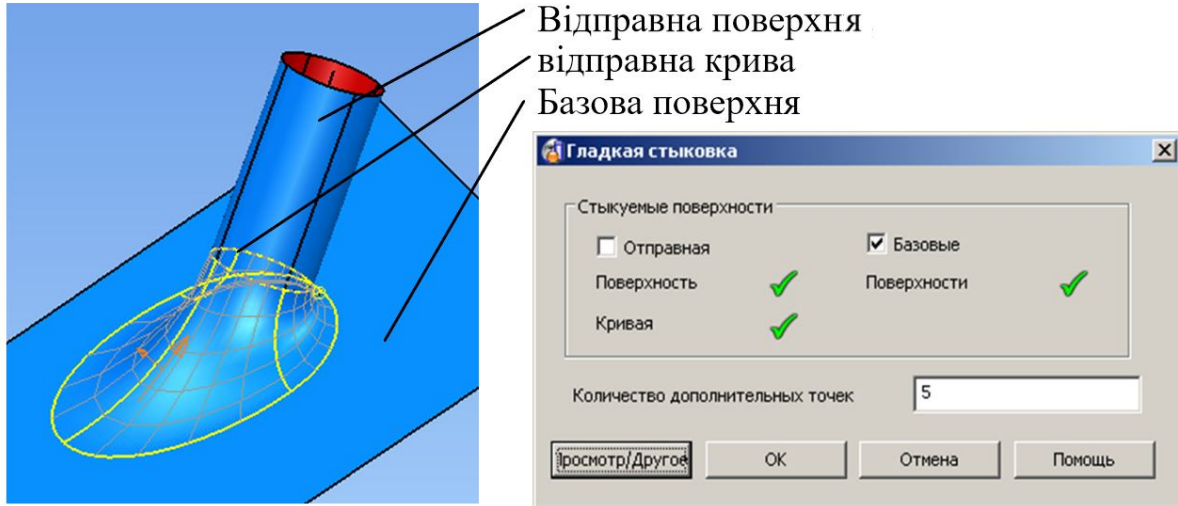 Відправна поверхня
відправна крива
Базова поверхня
Гладкая стыковка
Стыкуемые поверхности
Отправная
Базовые
Поверхность
Поверхности
Кривая
Количество дополнительных точек
5
Просмотр/Другое
OK
Отмена
Помощь